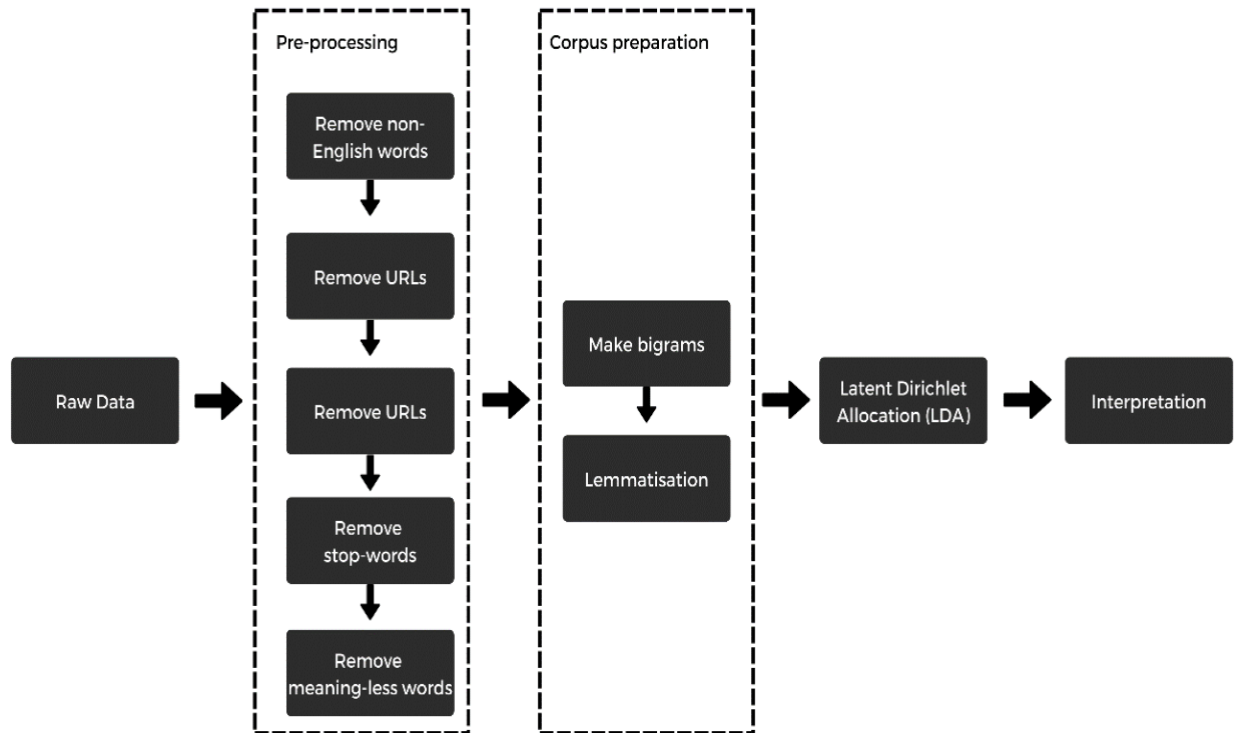 Raw Data
Pre-processing
Remove non-
English words
Remove URLs
Remove URLs
Remove
stop-words
Remove
meaning-less words
Corpus preparation
Make bigrams
Lemmatisation
Latent Dirichlet
Allocation (LDA)
Interpretation